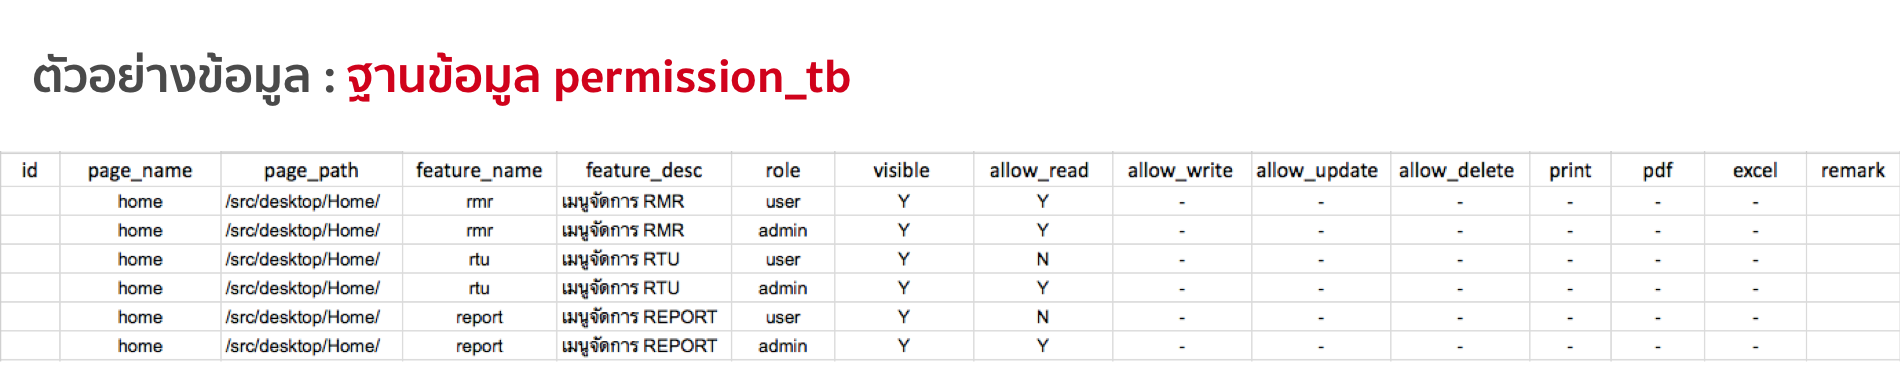 ตัวอย่างข้อมูล : ฐานข้อมูล permission_tb
id page_name page_path feature_name feature_desc role visible allow_read allow_write allow_update allow_delete print pdf excel remark
home /src/desktop/Home/ rmr เมนูจัดการ RMR user Y Y - - - - - -
home /src/desktop/Home/ rmr เมนูจัดการ RMR admin Y Y - - - - - -
home /src/desktop/Home/ rtu เมนูจัดการ RTU user Y N - - - - - -
home /src/desktop/Home/ rtu เมนูจัดการ RTU admin Y Y - - - - - -
home /src/desktop/Home/ report เมนูจัดการ REPORT user Y N - - - - - -
home /src/desktop/Home/ report เมนูจัดการ REPORT admin Y Y - - - - - -